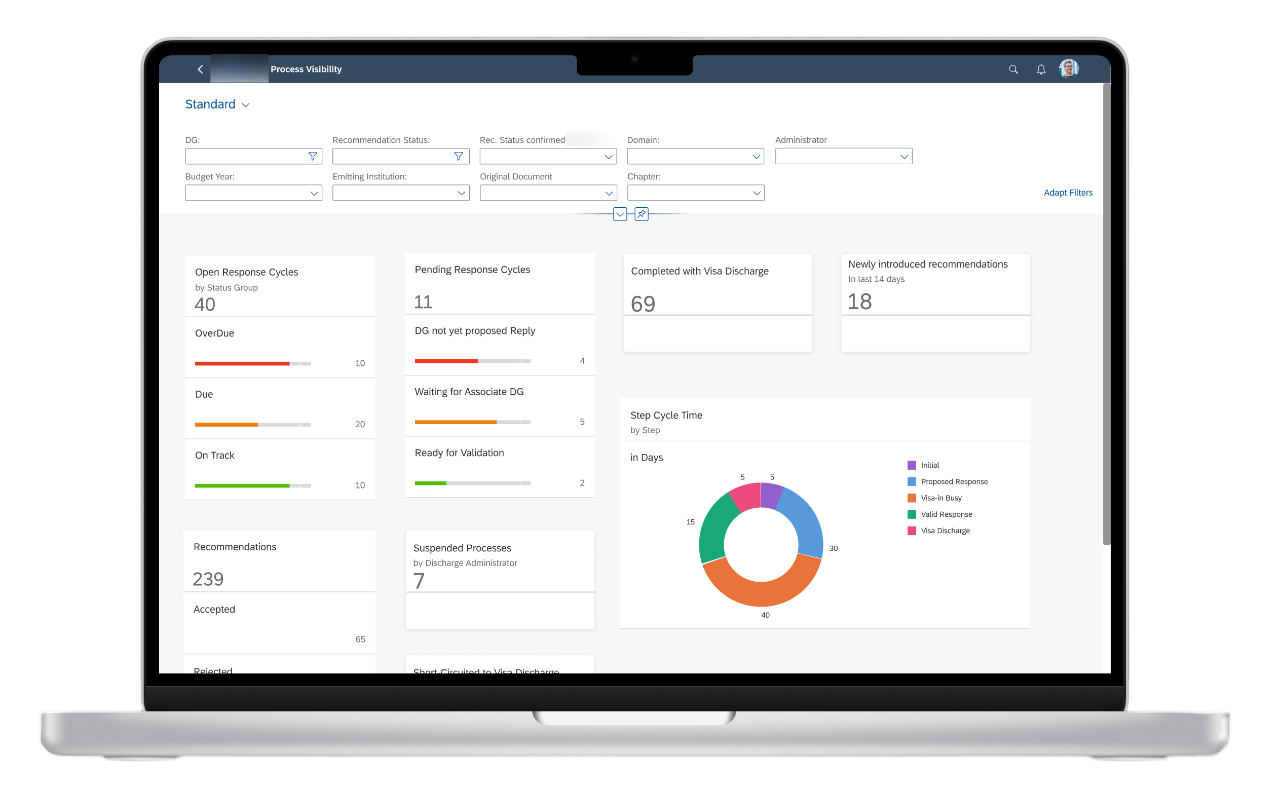 Process Visibility
Standard
DG:
Recommendation Status:
Rec. Status confirmed
Domain:
Administrator
Budget Year:
Emitting Institution:
Original Document
Chapter:
Adapt Filters
Open Response Cycles
by Status Group
40
OverDue
10
Due
20
On Track
10
Pending Response Cycles
11
DG not yet proposed Reply
4
Waiting for Associate DG
5
Ready for Validation
2
Completed with Visa Discharge
69
Newly introduced recommendations
In last 14 days
18
Recommendations
239
Accepted
65
Rejected
Suspended Processes
by Discharge Administrator
7
Short-Circuited to Visa Discharge
Step Cycle Time
by Step
in Days
5
5
15
30
40
Initial
Proposed Response
Visa-in Busy
Valid Response
Visa Discharge